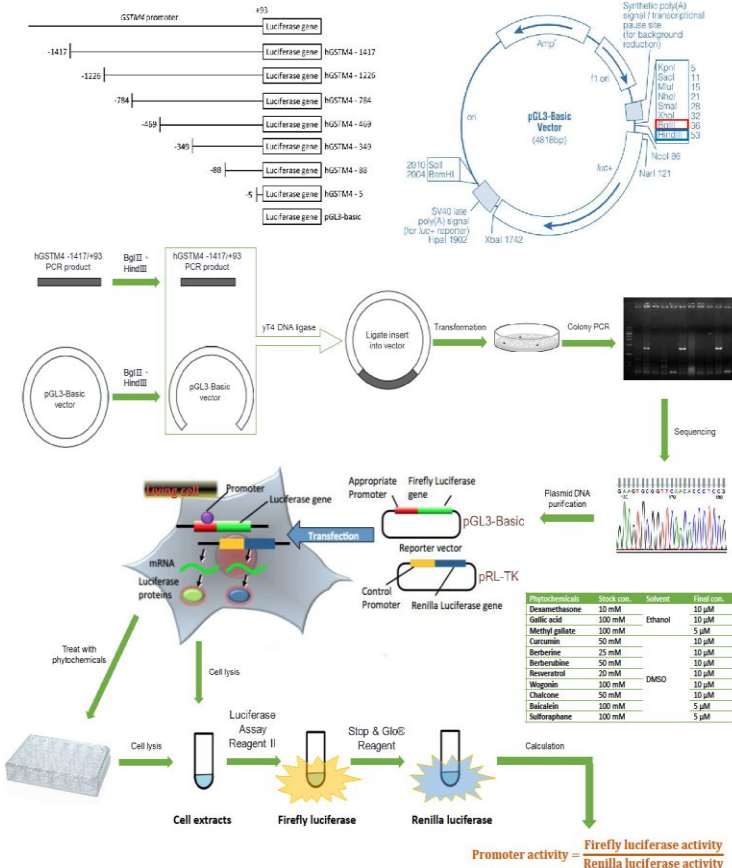 GSTM4 promoter
+93
Luciferase gene
-1417
Luciferase gene
hGSTM4 - 1417
-1226
Luciferase gene
hGSTM4 - 1226
-784
Luciferase gene
hGSTM4 - 784
-469
Luciferase gene
hGSTM4 - 469
-349
Luciferase gene
hGSTM4 - 349
-88
Luciferase gene
hGSTM4 - 88
-5
Luciferase gene
hGSTM4 - 5
Luciferase gene
pGL3-basic
Synthetic poly(A)
signal / transcriptional
pause site
(for background
reduction)
Ampr
f1 ori
ori
pGL3-Basic
Vector
(4818bp)
KpnI 5
SacI 11
MluI 15
NheI 21
SmaI 28
XhoI 32
BglII 36
HindIII 53
NcoI 86
NarI 121
luc+
2010 SalI
2004 BamHI
SV40 late
poly(A) signal
(for luc+ reporter)
HpaI 1902
XbaI 1742
hGSTM4 -1417/+93
PCR product
BglII、
HindIII
hGSTM4 -1417/+93
PCR product
pGL3-Basic
vector
BglII、
HindIII
pGL3-Basic
vector
yT4 DNA ligase
Ligate insert
into vector
Transformation
Colony PCR
Sequencing
GAAGTGCGGTTCAACACCCTCCG
Plasmid DNA
purification
Living cell
Promoter
Luciferase gene
mRNA
Luciferase
proteins
Transfection
Appropriate
Promoter
Firefly Luciferase
gene
pGL3-Basic
Reporter vector
pRL-TK
Control
Promoter
Renilla Luciferase gene
Phytochemicals Stock con. Solvent Final con.
Dexamethasone 10 mM 10 μM
Gallic acid 100 mM Ethanol 10 μM
Methyl gallate 100 mM 5 μM
Curcumin 50 mM 10 μM
Berberine 25 mM 10 μM
Berberubine 50 mM 10 μM
Resveratrol 20 mM DMSO 10 μM
Wogonin 100 mM 10 μM
Chalcone 50 mM 10 μM
Baicalein 100 mM 5 μM
Sulforaphane 100 mM 5 μM
Treat with
phytochemicals
Cell lysis
Cell lysis
Luciferase
Assay
Reagent II
Stop & Glo®
Reagent
Calculation
Cell extracts
Firefly luciferase
Renilla luciferase
Promoter activity = Firefly luciferase activity
Renilla luciferase activity